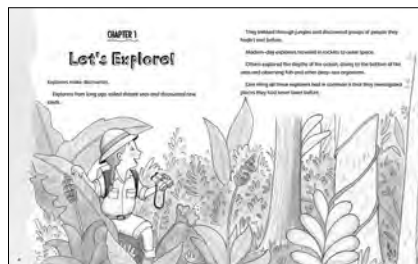 CHAPTER 1
Let's Explore!
Explorers make discoveries.
Explorers from long ago sailed distant seas and discovered new
lands.
They trekked through jungles and discovered groups of people they
hadn't met before.
Modern-day explorers traveled in rockets to outer space.
Others explored the depths of the ocean, diving to the bottom of the
sea and observing fish and other deep-sea organisms.
One thing all these explorers had in common is that they investigated
places they had never been before.